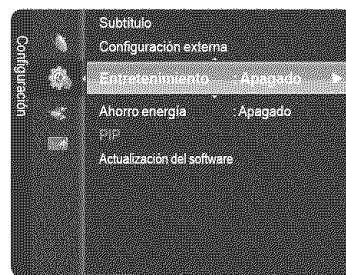 Configuración
Subtítulo
Configuración externa
Entretenimiento : Apagado
Ahorro energía : Apagado
PIP
Actualización del software